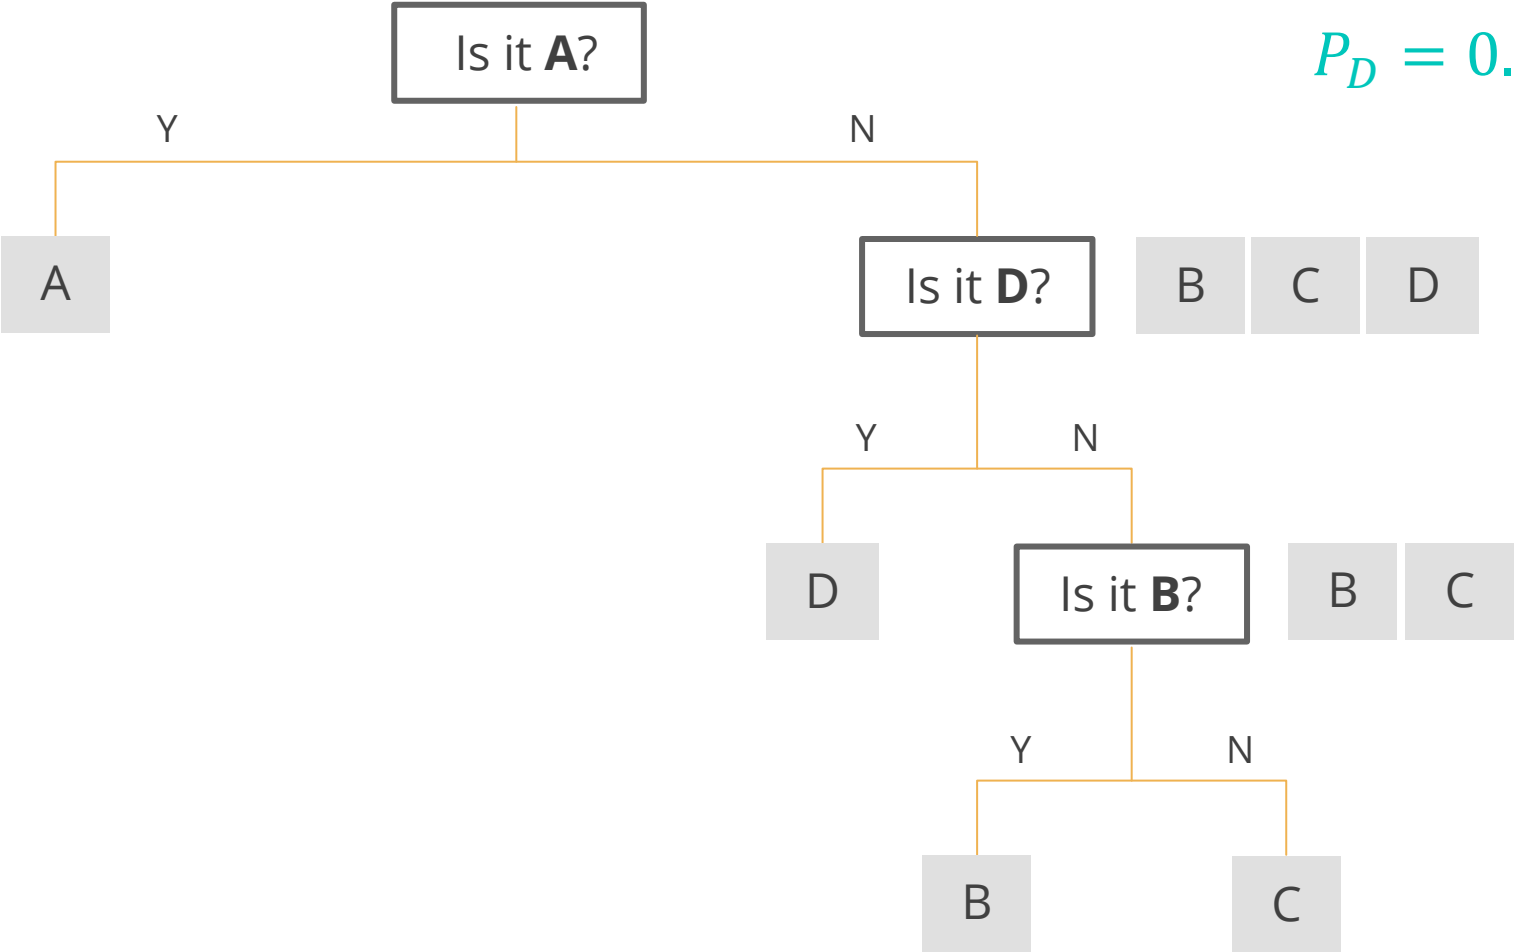 Is it A?
P_D = 0.
Y N
A
Is it D? B C D
Y N
D
Is it B? B C
Y N
B C